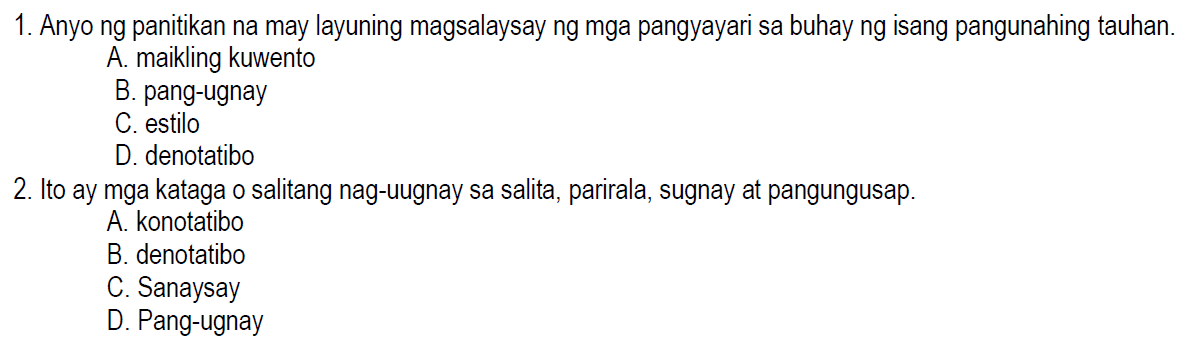 1. Anyo ng panitikan na may layuning magsalaysay ng mga pangyayari sa buhay ng isang pangunahing tauhan.
A. maikling kuwento
B. pang-ugnay
C. estilo
D. denotatibo
2. Ito ay mga kataga o salitang nag-uugnay sa salita, parirala, sugnay at pangungusap.
A. konotatibo
B. denotatibo
C. Sanaysay
D. Pang-ugnay